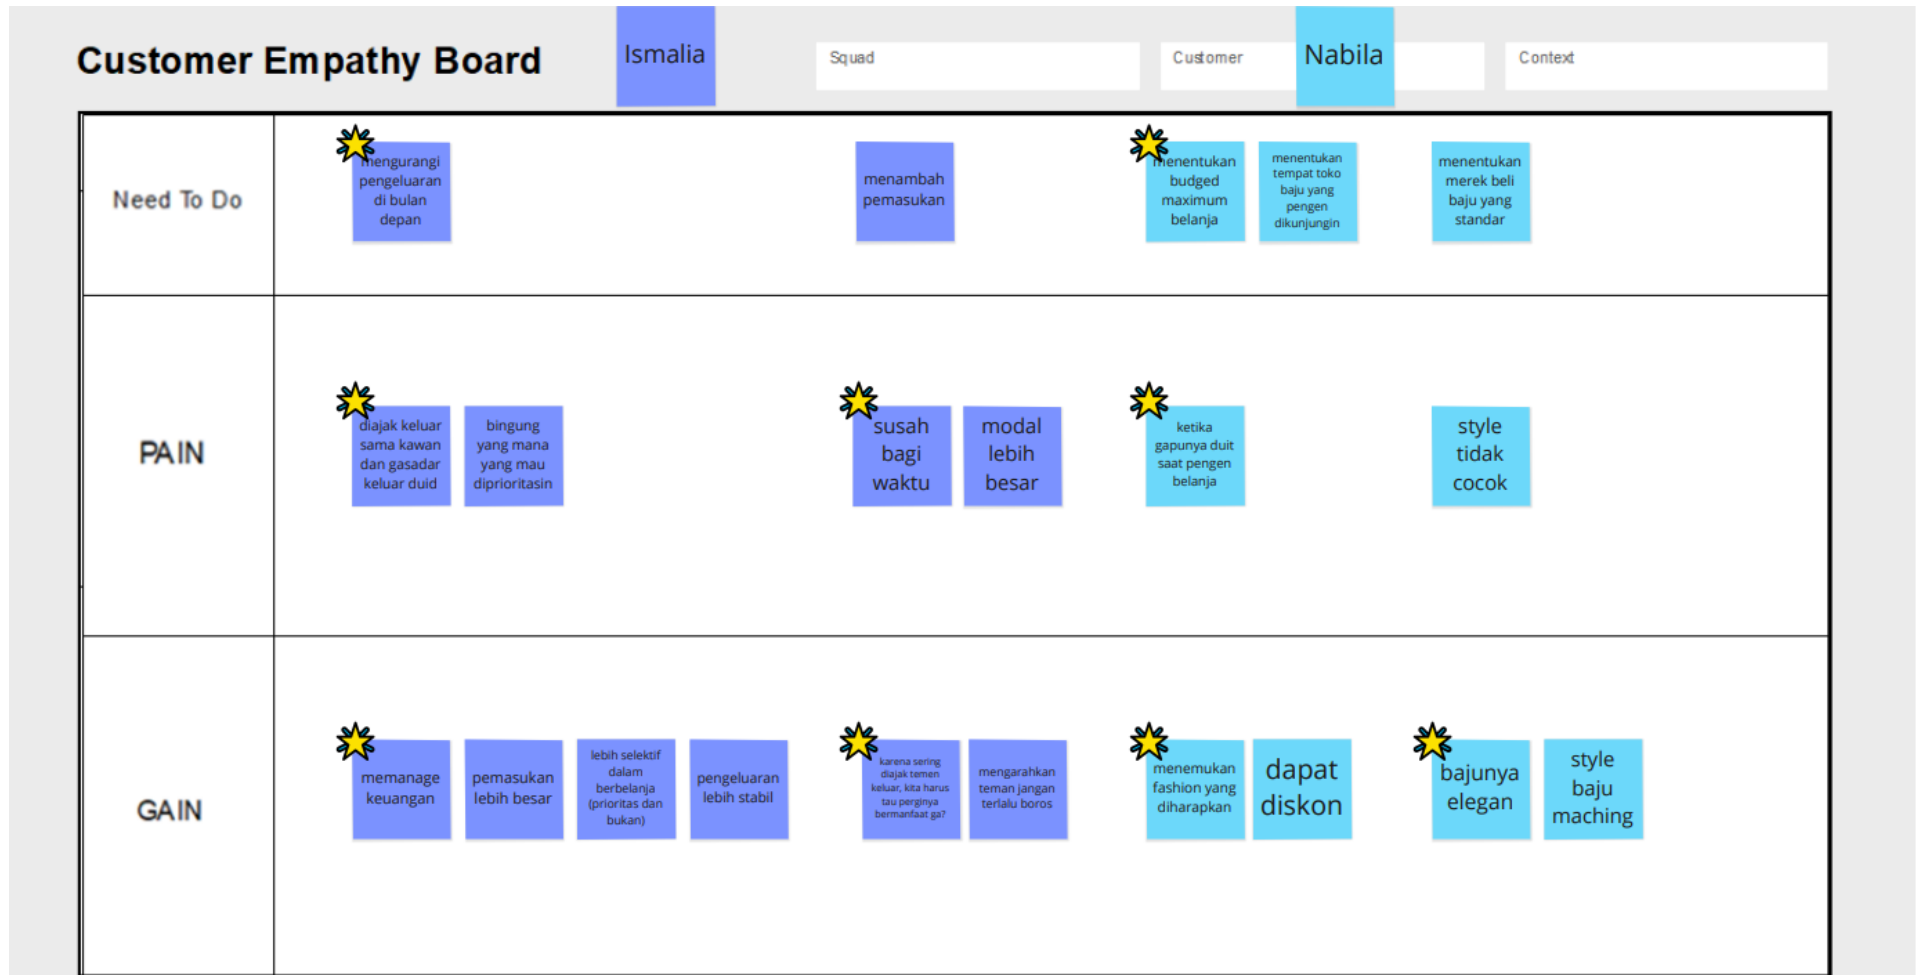 Customer Empathy Board
Ismalia
Squad
Customer
Nabila
Context
Need To Do
mengurangi
pengeluaran
di bulan
depan
menambah
pemasukan
menentukan
budged
maximum
belanja
menentukan
tempat toko
baju yang
pengen
dikunjungin
menentukan
merek beli
baju yang
standar
PAIN
diajak keluar
sama kawan
dan gasadar
keluar duid
bingung
yang mana
yang mau
diprioritasin
susah
bagi
waktu
modal
lebih
besar
ketika
gapunya duit
saat pengen
belanja
style
tidak
cocok
GAIN
memanage
keuangan
pemasukan
lebih besar
lebih selektif
dalam
berbelanja
(prioritas dan
bukan)
pengeluaran
lebih stabil
karena sering
diajak temen
keluar, kita harus
tau perginya
bermanfaat ga?
mengarahkan
teman jangan
terlalu boros
menemukan
fashion yang
diharapkan
dapat
diskon
bajunya
elegan
style
baju
maching